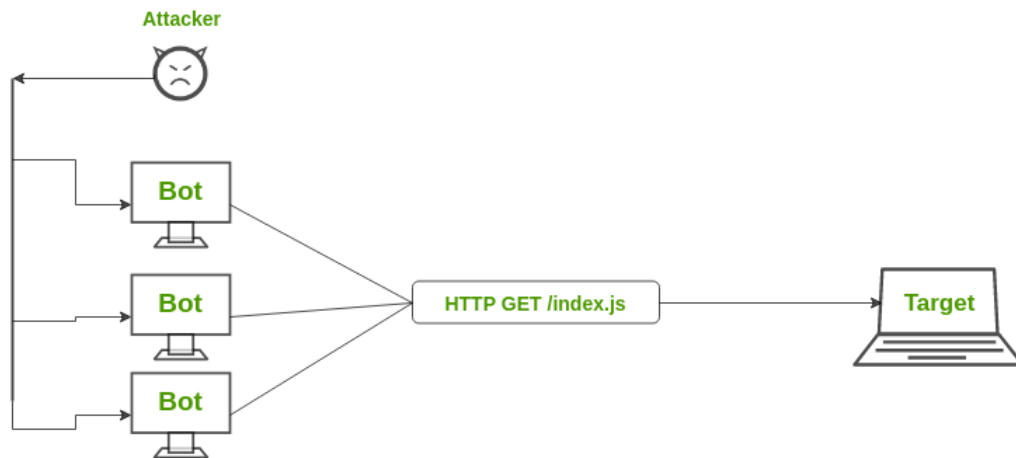 Attacker
Bot
Bot
HTTP GET /index.js
Target
Bot